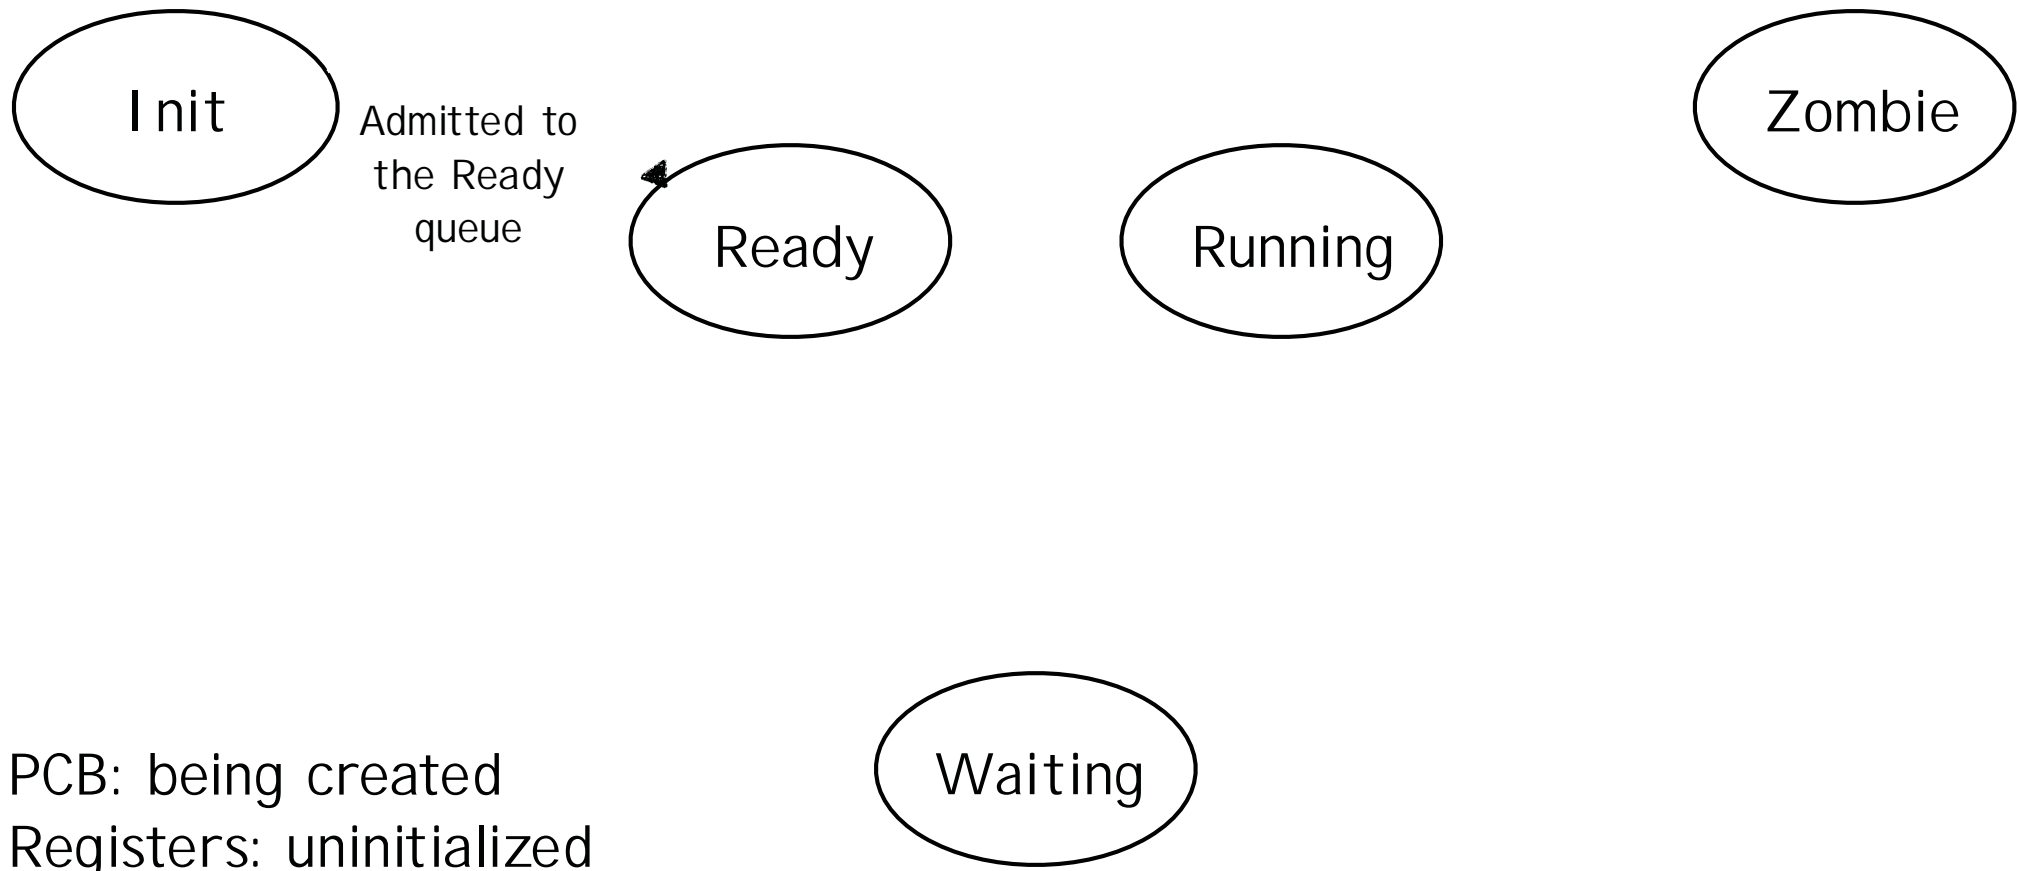 Init
Zombie
Admitted to
the Ready
queue
Ready
Running
Waiting
PCB: being created
Registers: uninitialized